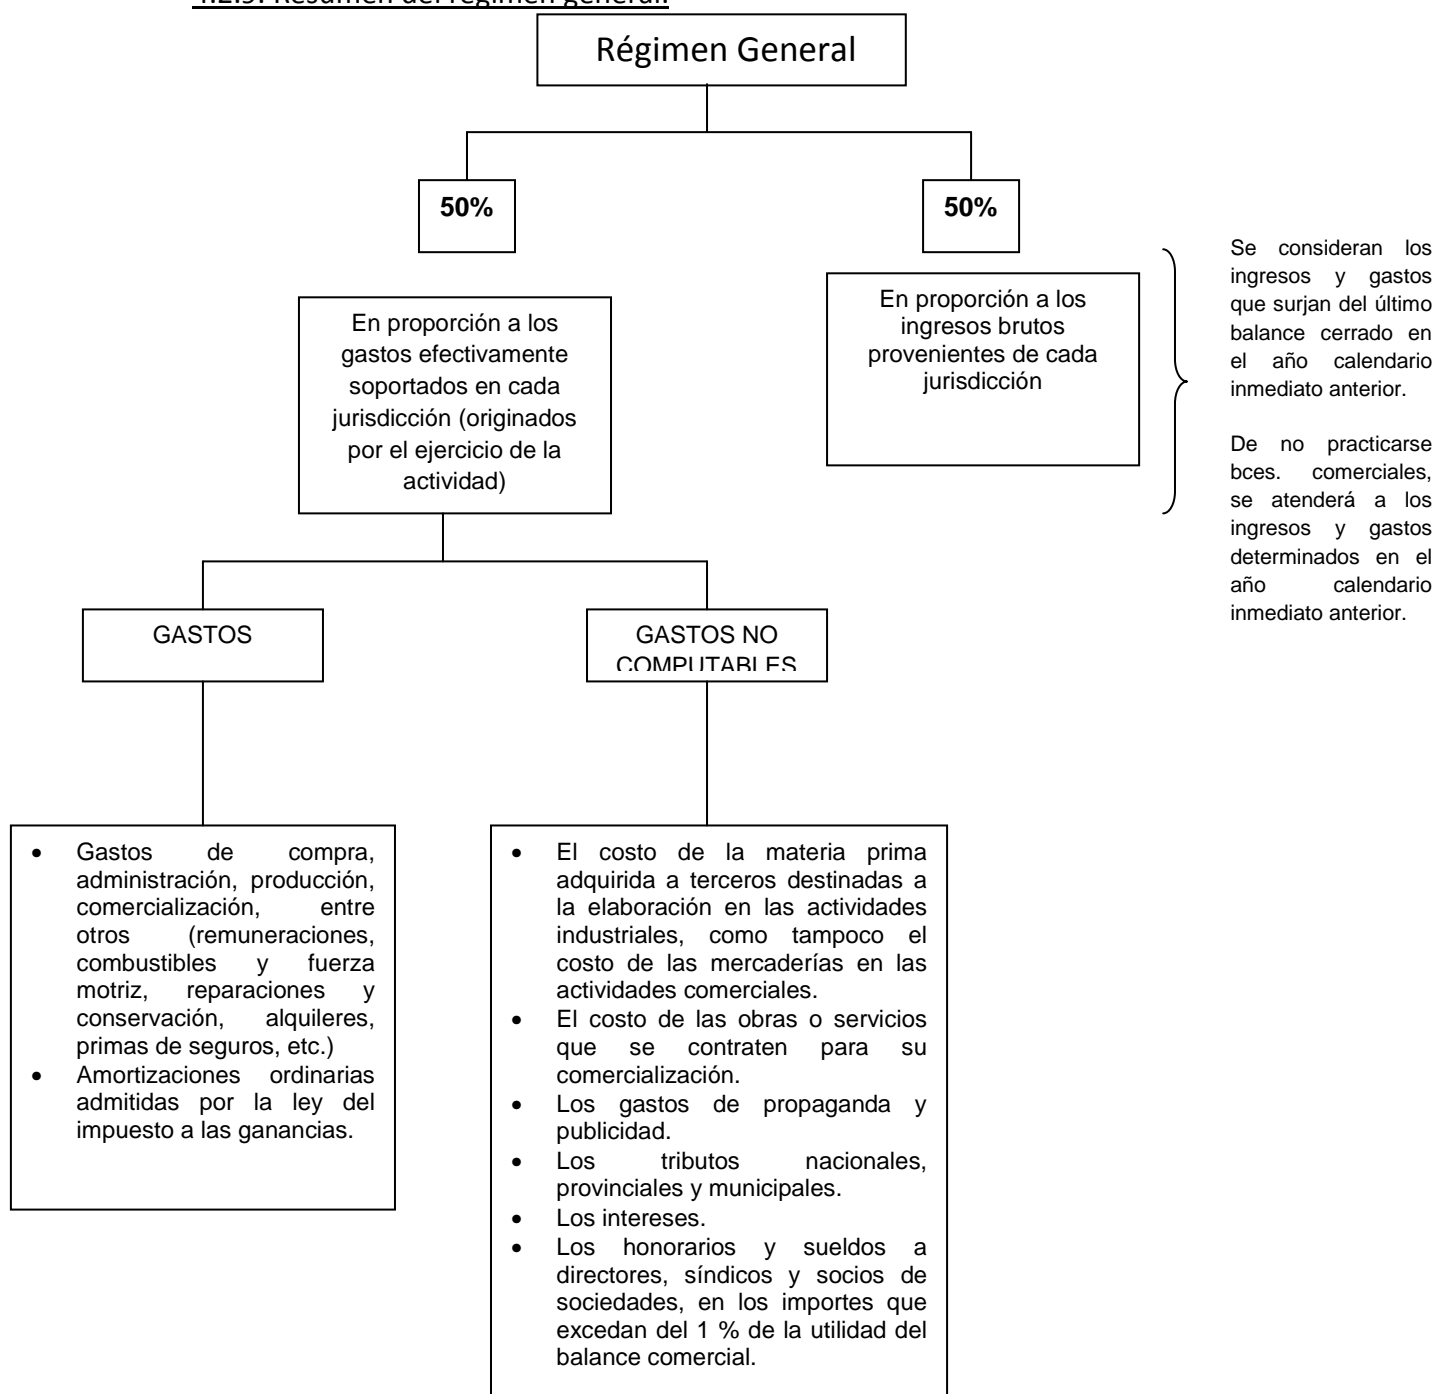 4.2.5. Resumen del régimen general.
Régimen General
50%
50%
En proporción a los
gastos efectivamente
soportados en cada
jurisdicción (originados
por el ejercicio de la
actividad)
En proporción a los
ingresos brutos
provenientes de cada
jurisdicción
Se consideran los
ingresos y gastos
que surjan del último
balance cerrado en
el año calendario
inmediato anterior.
De no practicarse
bces. comerciales,
se atenderá a los
ingresos y gastos
determinados en el
año calendario
inmediato anterior.
GASTOS
GASTOS NO
COMPUTABLES
• Gastos de compra,
administración, producción,
comercialización, entre
otros (remuneraciones,
combustibles y fuerza
motriz, reparaciones y
conservación, alquileres,
primas de seguros, etc.)
• Amortizaciones ordinarias
admitidas por la ley del
impuesto a las ganancias.
• El costo de la materia prima
adquirida a terceros destinadas a
la elaboración en las actividades
industriales, como tampoco el
costo de las mercaderías en las
actividades comerciales.
• El costo de las obras o servicios
que se contraten para su
comercialización.
• Los gastos de propaganda y
publicidad.
• Los tributos nacionales,
provinciales y municipales.
• Los intereses.
• Los honorarios y sueldos a
directores, síndicos y socios de
sociedades, en los importes que
excedan del 1 % de la utilidad del
balance comercial.